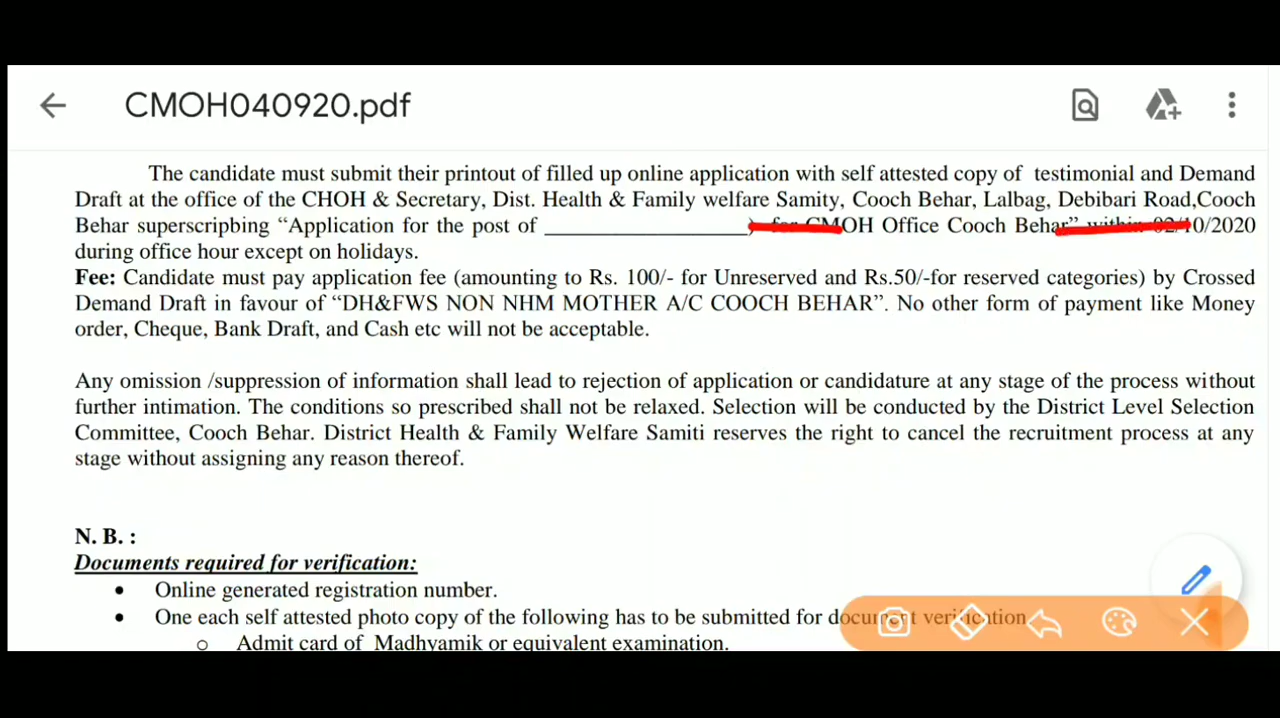 CMOH040920.pdf
The candidate must submit their printout of filled up online application with self attested copy of testimonial and Demand
Draft at the office of the CHOH & Secretary, Dist. Health & Family welfare Samity, Cooch Behar, Lalbag, Debibari Road,Cooch
Behar superscripbing “Application for the post of ____________________) for CMOH Office Cooch Behar” within 02/10/2020
during office hour except on holidays.
Fee: Candidate must pay application fee (amounting to Rs. 100/- for Unreserved and Rs.50/-for reserved categories) by Crossed
Demand Draft in favour of “DH&FWS NON NHM MOTHER A/C COOCH BEHAR”. No other form of payment like Money
order, Cheque, Bank Draft, and Cash etc will not be acceptable.
Any omission /suppression of information shall lead to rejection of application or candidature at any stage of the process without
further intimation. The conditions so prescribed shall not be relaxed. Selection will be conducted by the District Level Selection
Committee, Cooch Behar. District Health & Family Welfare Samiti reserves the right to cancel the recruitment process at any
stage without assigning any reason thereof.
N. B. :
Documents required for verification:
• Online generated registration number.
• One each self attested photo copy of the following has to be submitted for document verification
o Admit card of Madhyamik or equivalent examination.